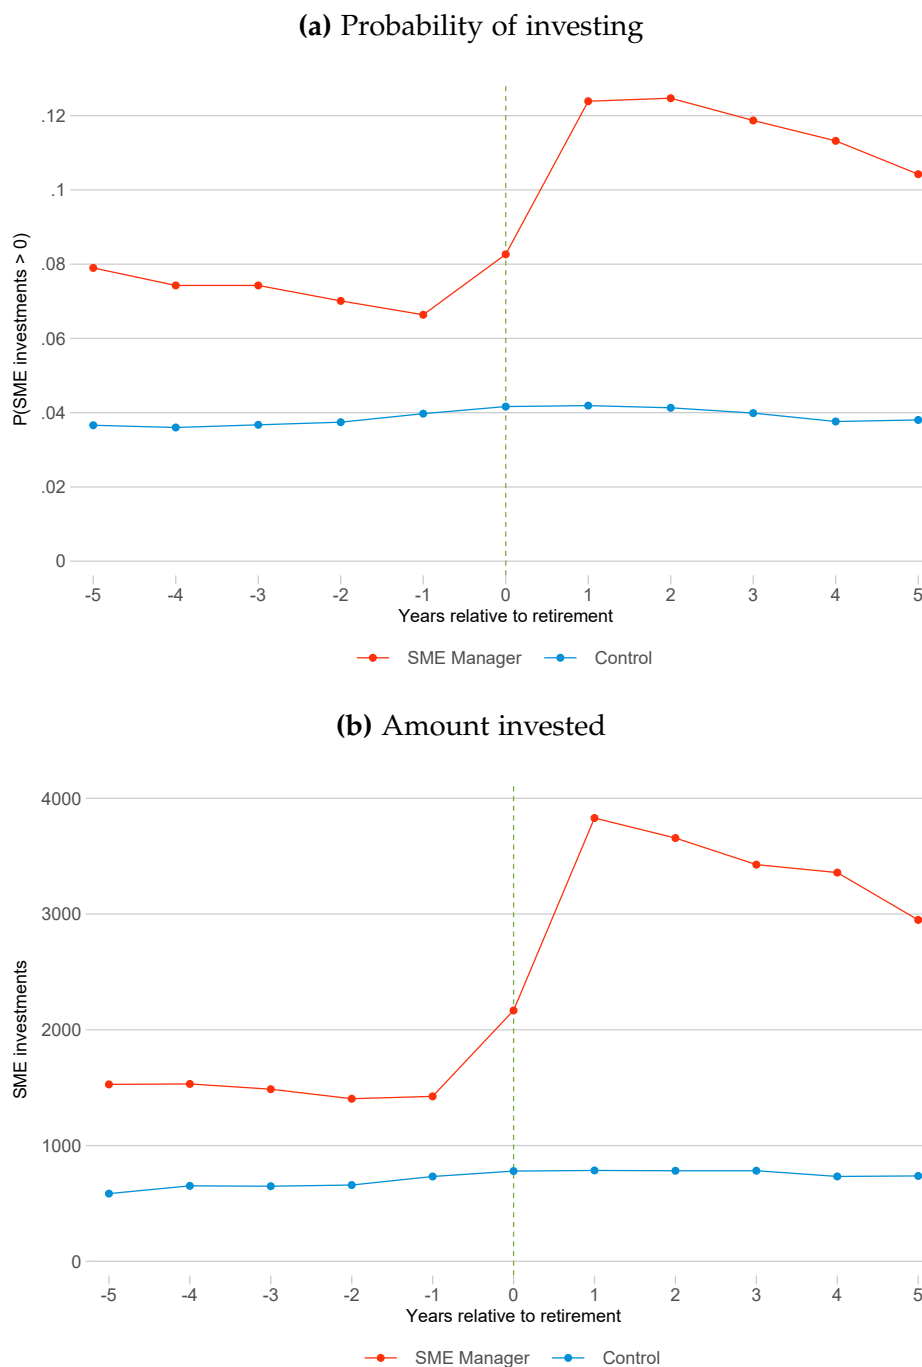 (a) Probability of investing
.12
.1
.08
.06
.04
.02
0
P(SME investments > 0)
-5 -4 -3 -2 -1 0 1 2 3 4 5
Years relative to retirement
SME Manager Control
(b) Amount invested
4000
3000
2000
1000
0
SME investments
-5 -4 -3 -2 -1 0 1 2 3 4 5
Years relative to retirement
SME Manager Control